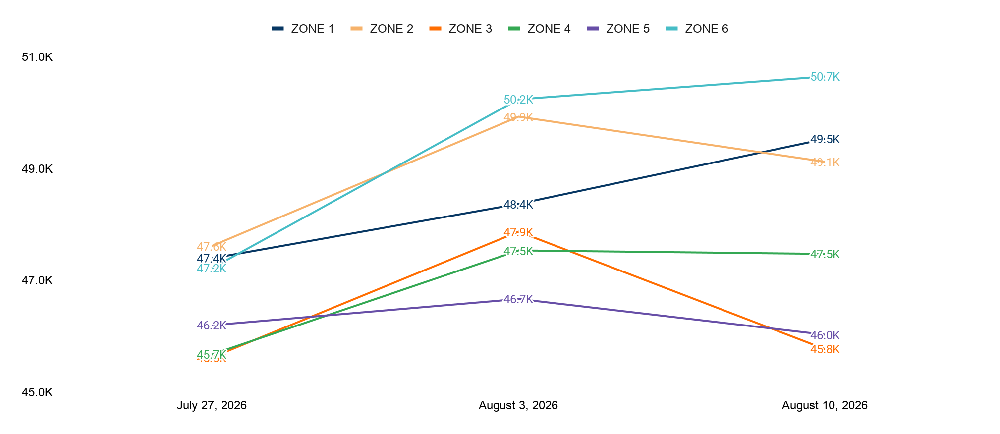 ZONE 1 ZONE 2 ZONE 3 ZONE 4 ZONE 5 ZONE 6
51.0K
50.7K
50.2K
49.9K
49.5K
49.1K
49.0K
48.4K
47.9K
47.6K
47.5K
47.5K
47.4K
47.2K
47.0K
46.7K
46.2K
46.0K
45.8K
45.7K
45.0K
July 27, 2026 August 3, 2026 August 10, 2026